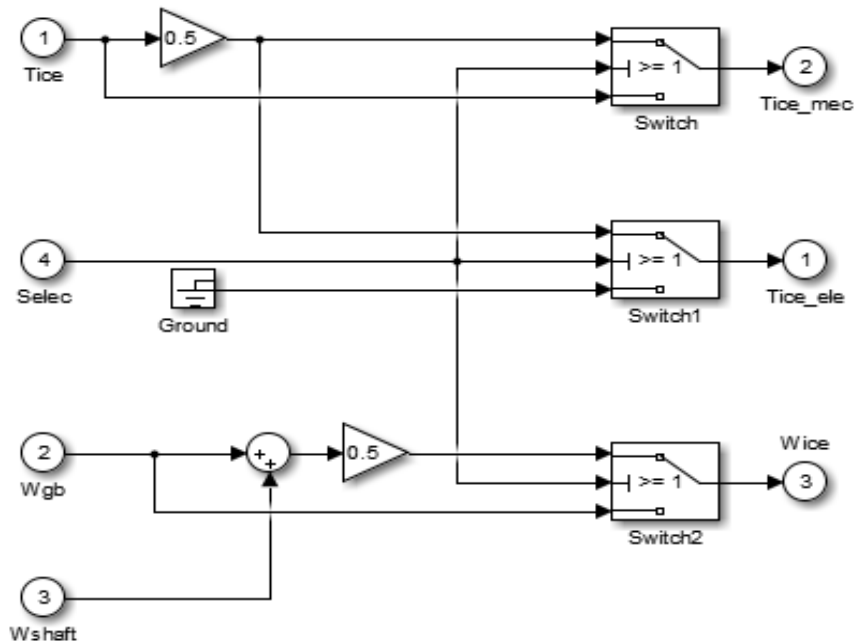 1
Tice
0.5
>= 1
Switch
2
Tice_mec
4
Selec
Ground
>= 1
Switch1
1
Tice_ele
2
Wgb
+
+
0.5
>= 1
Switch2
Wice
3
3
Wshaft